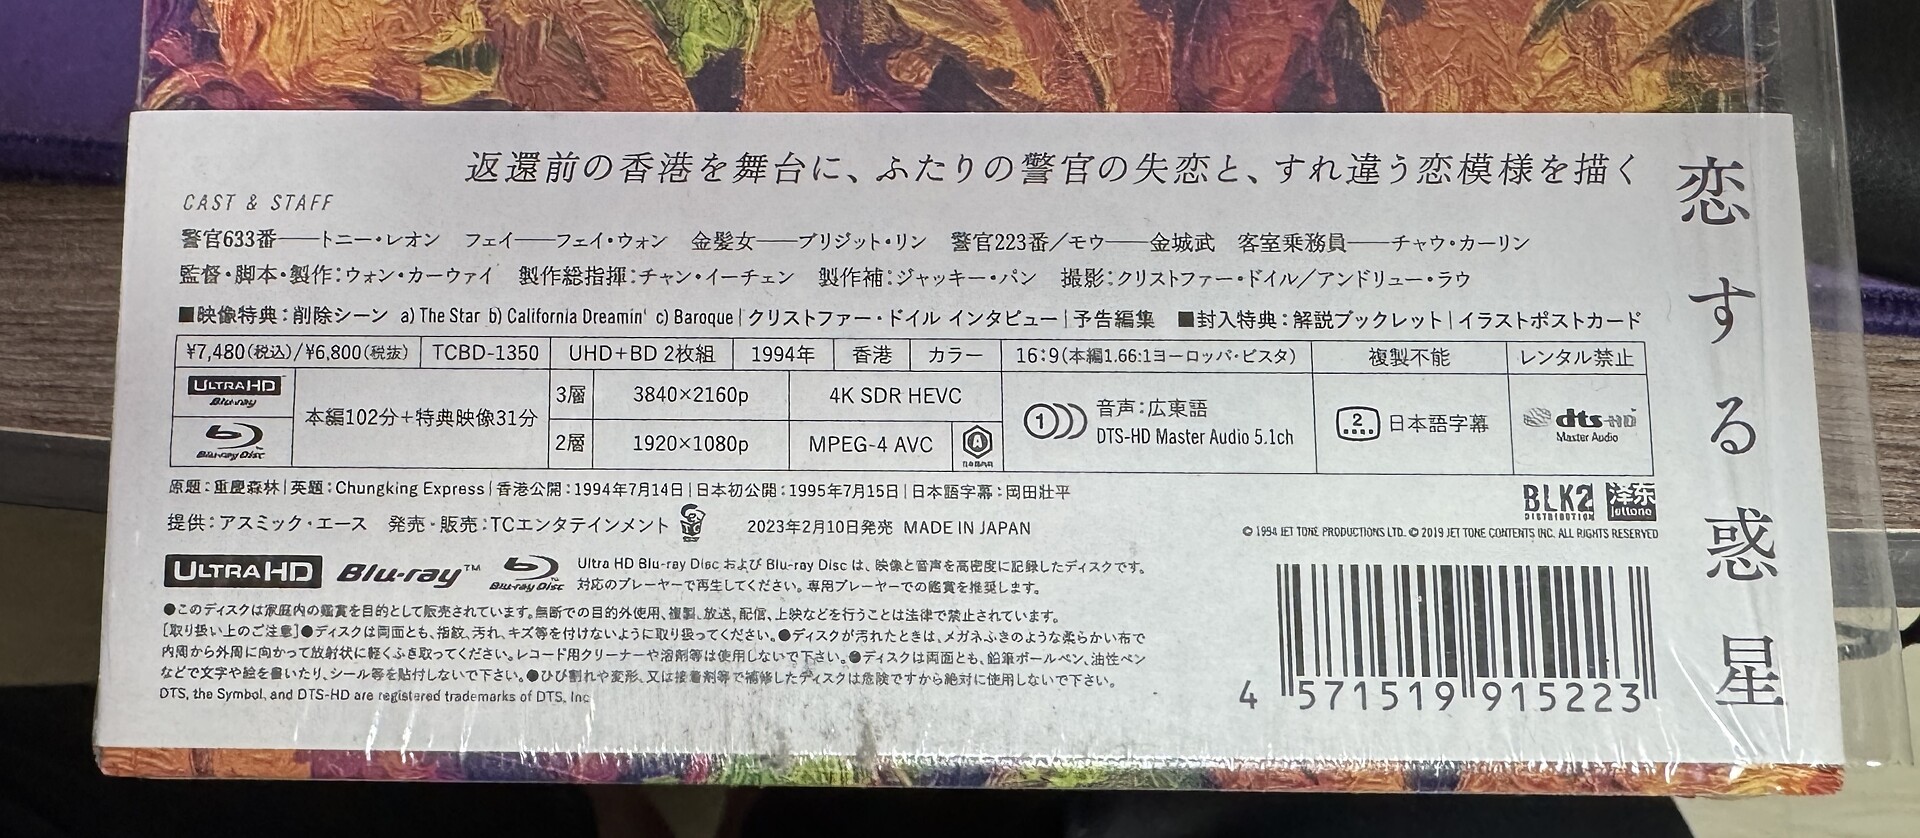 返還前の香港を舞台に、ふたりの警官の失恋と、すれ違う恋模様を描く
恋する惑星
CAST & STAFF
警官633番——トニー・レオン フェイ——フェイ・ウォン 金髪女——ブリジット・リン 警官223番／モウ——金城武 客室乗務員——チャウ・カーリン
監督・脚本・製作：ウォン・カーウァイ 製作総指揮：チャン・イーチェン 製作補：ジャッキー・パン 撮影：クリストファー・ドイル／アンドリュー・ラウ
■映像特典：削除シーン a) The Star b) California Dreamin' c) Baroque | クリストファー・ドイル インタビュー | 予告編集 ■封入特典：解説ブックレット | イラストポストカード
¥7,480(税込)/¥6,800(税抜) TCBD-1350 UHD+BD 2枚組 1994年 香港 カラー 16:9(本編1.66:1ヨーロッパ・ビスタ) 複製不能 レンタル禁止
ULTRA HD Blu-ray 3層 3840×2160p 4K SDR HEVC
本編102分+特典映像31分
1 音声：広東語
DTS-HD Master Audio 5.1ch
2 日本語字幕
dts-HD Master Audio
Blu-ray Disc 2層 1920×1080p MPEG-4 AVC A
原題：重慶森林 | 英題：Chungking Express | 香港公開：1994年7月14日 | 日本初公開：1995年7月15日 | 日本語字幕：岡田壯平
BLK2 DISTRIBUTION 泽东 jettone
提供：アスミック・エース 発売・販売：TCエンタテインメント 2023年2月10日発売 MADE IN JAPAN
© 1994 JET TONE PRODUCTIONS LTD. © 2019 JET TONE CONTENTS INC. ALL RIGHTS RESERVED
ULTRA HD Blu-ray™ Blu-ray Disc
Ultra HD Blu-ray Disc および Blu-ray Disc は、映像と音声を高密度に記録したディスクです。
対応のプレーヤーで再生してください。専用プレーヤーでの鑑賞を推奨します。
●このディスクは家庭内の鑑賞を目的として販売されています。無断での目的外使用、複製、放送、配信、上映などを行うことは法律で禁止されています。
[取り扱い上のご注意]●ディスクは両面とも、指紋、汚れ、キズ等を付けないように取り扱ってください。●ディスクが汚れたときは、メガネふきのような柔らかい布で
内周から外周に向かって放射状に軽くふき取ってください。レコード用クリーナーや溶剤等は使用しないで下さい。●ディスクは両面とも、鉛筆ボールペン、油性ペン
などで文字や絵を書いたり、シール等を貼付しないで下さい。●ひび割れや変形、又は接着剤等で補修したディスクは危険ですから絶対に使用しないで下さい。
DTS, the Symbol, and DTS-HD are registered trademarks of DTS, Inc
4 571519 915223